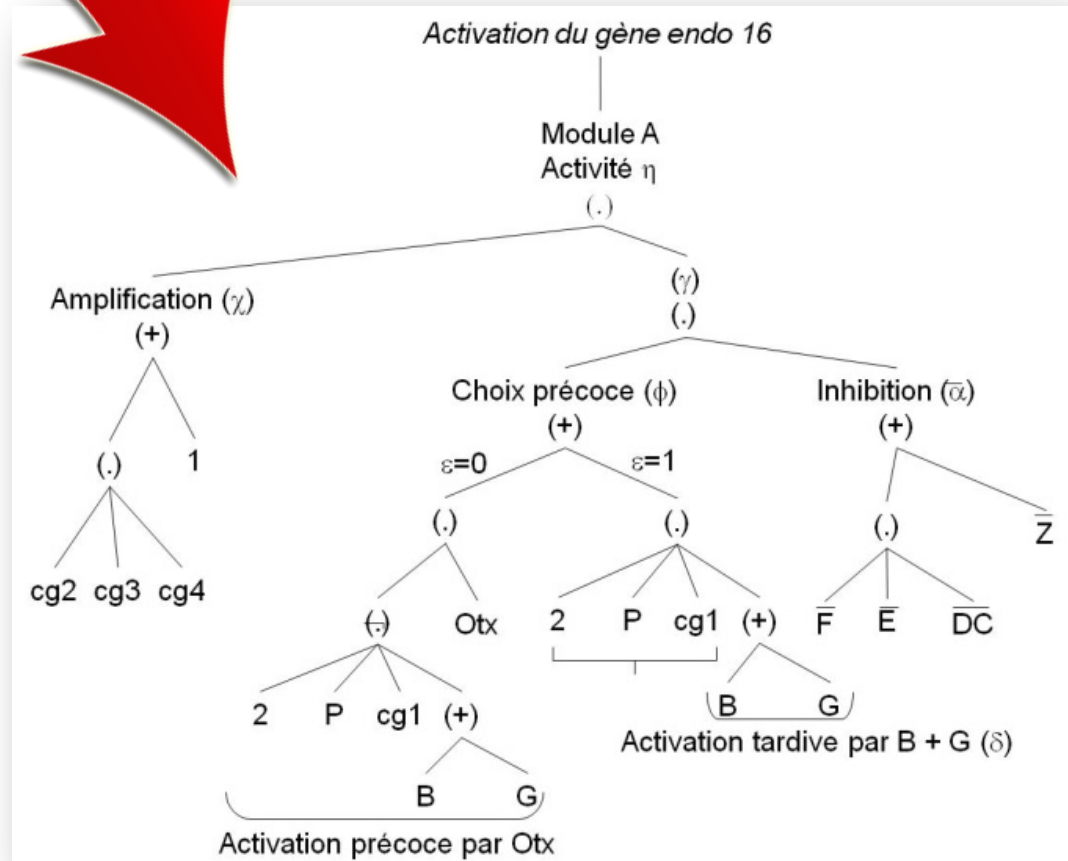 Activation du gène endo 16
Module A
Activité η
(.)
Amplification (χ)
(+)
(γ)
(.)
Choix précoce (ϕ)
(+)
Inhibition (α̅)
(+)
ε=0
ε=1
(.)
1
(.)
(.)
(.)
Z̅
cg2 cg3 cg4
(.)
Otx
2 P cg1 (+)
F̅ E̅ D̅C̅
2 P cg1 (+)
B G
Activation tardive par B + G (δ)
B G
Activation précoce par Otx